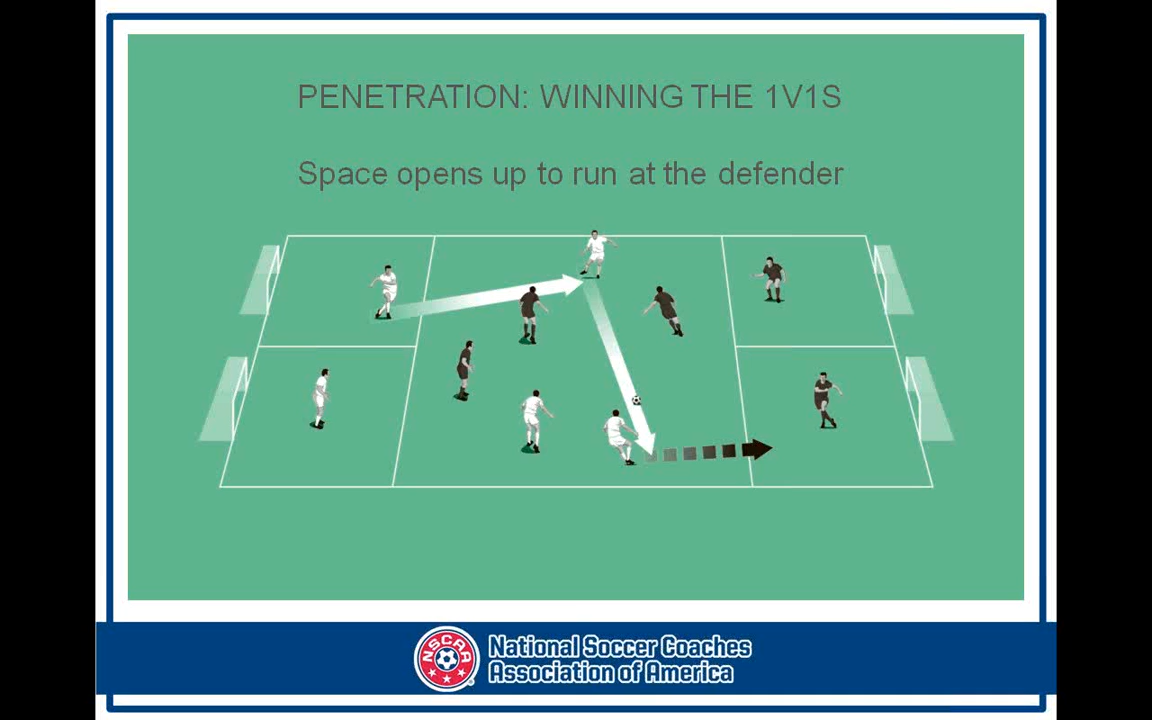 PENETRATION: WINNING THE 1V1S
Space opens up to run at the defender
NSCAA
National Soccer Coaches
Association of America